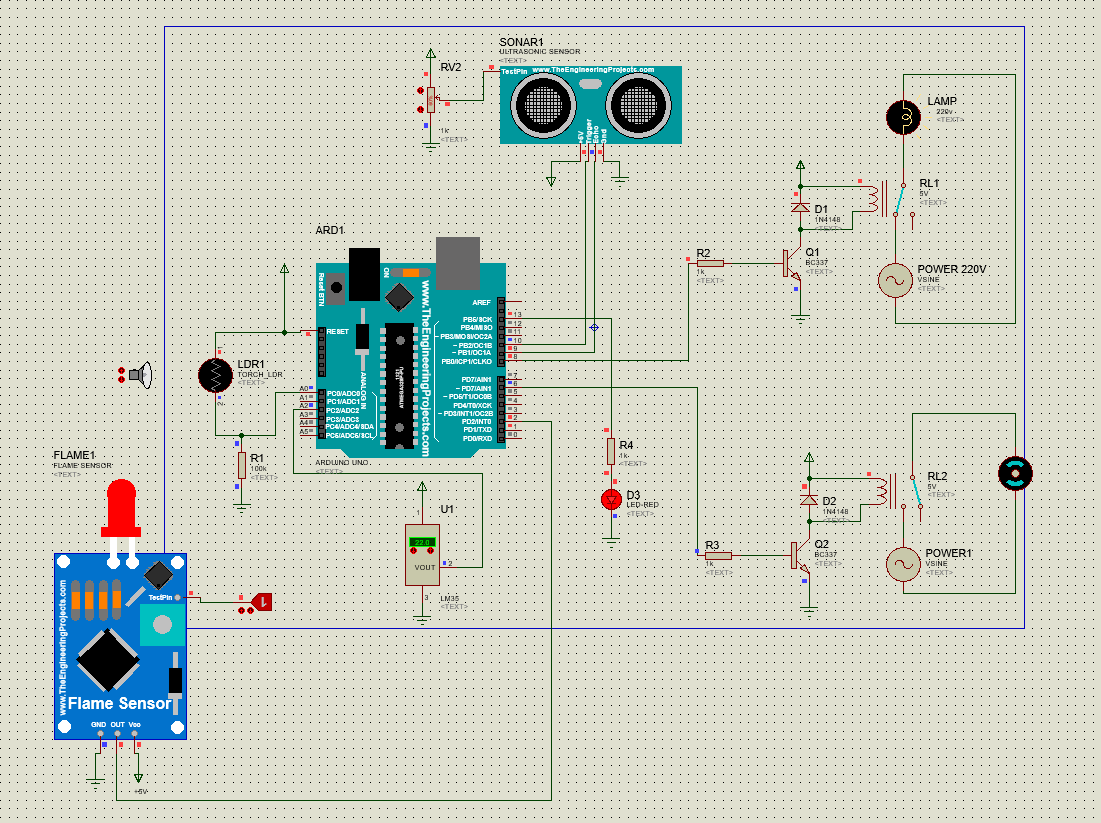 SONAR1
ULTRASONIC SENSOR
<TEXT>
TestPin
www.TheEngineeringProjects.com
+5V
Trigger
Echo
Gnd
RV2
1k
<TEXT>
LAMP
220v
<TEXT>
RL1
5V
<TEXT>
D1
1N4148
<TEXT>
R2
1k
<TEXT>
Q1
BC337
<TEXT>
POWER 220V
VSINE
<TEXT>
ARD1
Reset BTN
ON
www.TheEngineeringProjects.com
ANALOG IN
RESET
AREF
PB5/SCK
13
PB4/MISO
12
~ PB3/MOSI/OC2A
11
~ PB2/OC1B
10
~ PB1/OC1A
9
PB0/ICP1/CLKO
8
PD7/AIN1
7
~ PD7/AIN1
6
~ PD5/T1/OC0B
5
PD4/T0/XCK
4
~ PD3/INT1/OC2B
3
PD2/INT0
2
PD1/TXD
1
PD0/RXD
0
A0
PC0/ADC0
A1
PC1/ADC1
A2
PC2/ADC2
A3
PC3/ADC3
A4
PC4/ADC4/SDA
A5
PC5/ADC5/SCL
ARDUINO UNO
<TEXT>
LDR1
TORCH_LDR
<TEXT>
1
2
R1
100k
<TEXT>
FLAME1
FLAME SENSOR
<TEXT>
www.TheEngineeringProjects.com
TestPin
1
Flame Sensor
GND
OUT
Vcc
+5V
U1
1
22.0
VOUT
2
3
LM35
<TEXT>
R4
1k
<TEXT>
D3
LED-RED
<TEXT>
R3
1k
<TEXT>
D2
1N4148
<TEXT>
Q2
BC337
<TEXT>
RL2
5V
<TEXT>
POWER1
VSINE
<TEXT>